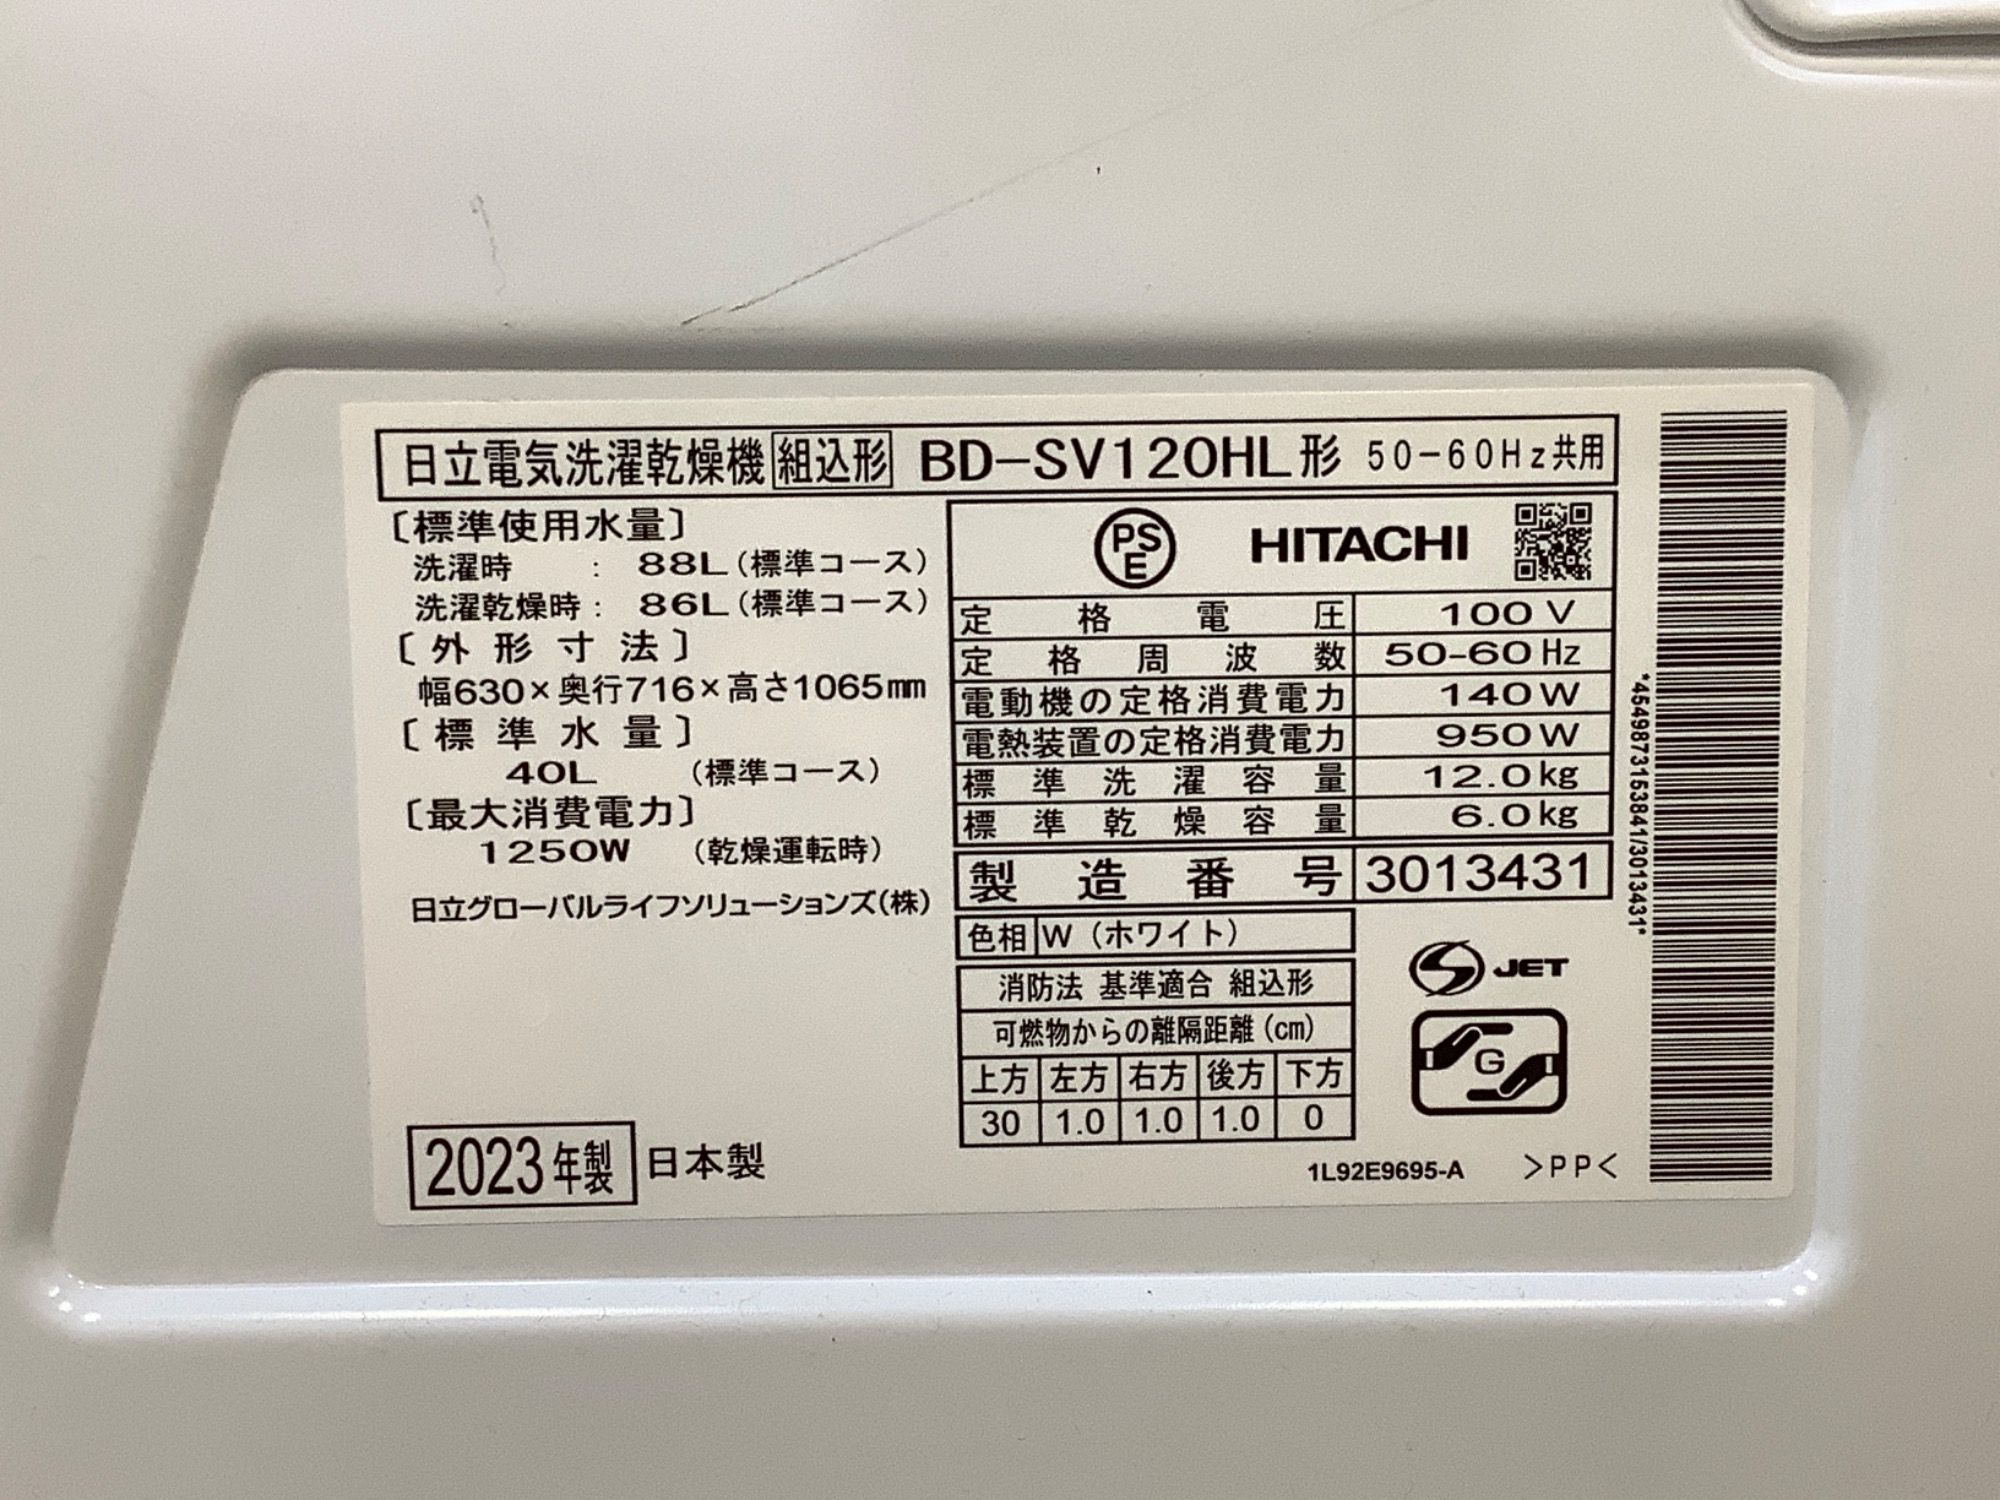 日立電気洗濯乾燥機 組込形 BD-SV120HL形 50-60Hz共用
〔標準使用水量〕
洗濯時 : 88L(標準コース)
洗濯乾燥時 : 86L(標準コース)
〔外形寸法〕
幅630×奥行716×高さ1065mm
〔標準水量〕
40L (標準コース)
〔最大消費電力〕
1250W (乾燥運転時)
日立グローバルライフソリューションズ(株)
2023年製 日本製
PSE HITACHI
定格電圧 100V
定格周波数 50-60Hz
電動機の定格消費電力 140W
電熱装置の定格消費電力 950W
標準洗濯容量 12.0kg
標準乾燥容量 6.0kg
製造番号 3013431
色相 W(ホワイト)
消防法 基準適合 組込形
可燃物からの離隔距離(cm)
上方 左方 右方 後方 下方
30 1.0 1.0 1.0 0
JET
G
1L92E9695-A >PP<
*4549873153841/3013431*